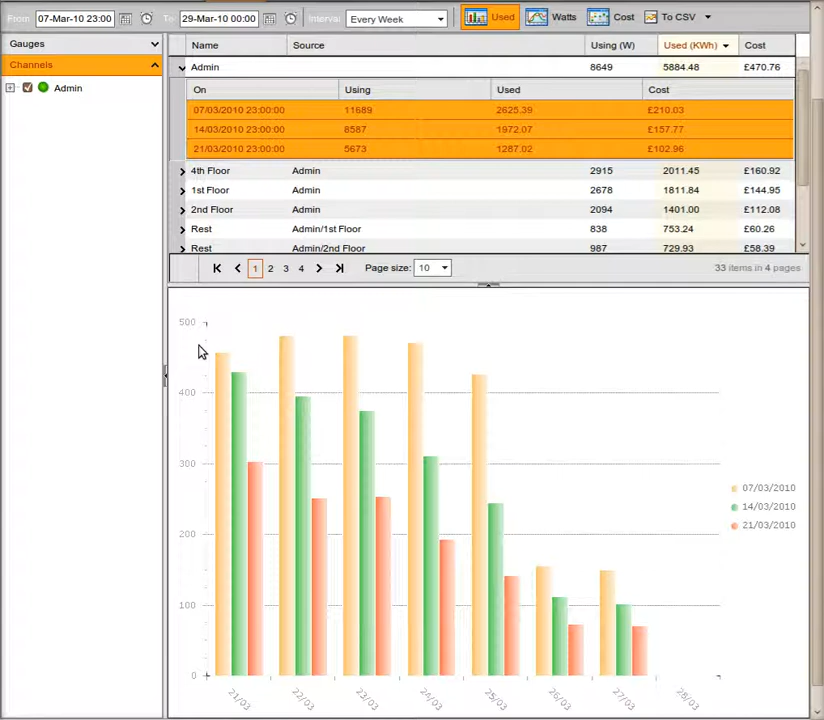 From 07-Mar-10 23:00 To 29-Mar-10 00:00 Interval Every Week Used Watts Cost To CSV
Gauges
Channels
Admin
Name Source Using (W) Used (KWh) Cost
Admin 8649 5884.48 £470.76
On Using Used Cost
07/03/2010 23:00:00 11689 2625.39 £210.03
14/03/2010 23:00:00 8587 1972.07 £157.77
21/03/2010 23:00:00 5673 1287.02 £102.96
4th Floor Admin 2915 2011.45 £160.92
1st Floor Admin 2678 1811.84 £144.95
2nd Floor Admin 2094 1401.00 £112.08
Rest Admin/1st Floor 838 753.24 £60.26
Rest Admin/2nd Floor 987 729.93 £58.39
1 2 3 4 Page size: 10 33 items in 4 pages
500
400
300
200
100
0
21/03 22/03 23/03 24/03 25/03 26/03 27/03 28/03
07/03/2010
14/03/2010
21/03/2010